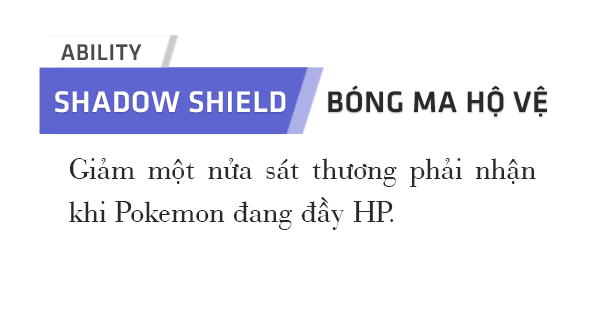 ABILITY
SHADOW SHIELD BÓNG MA HỘ VỆ
Giảm một nửa sát thương phải nhận
khi Pokemon đang đầy HP.